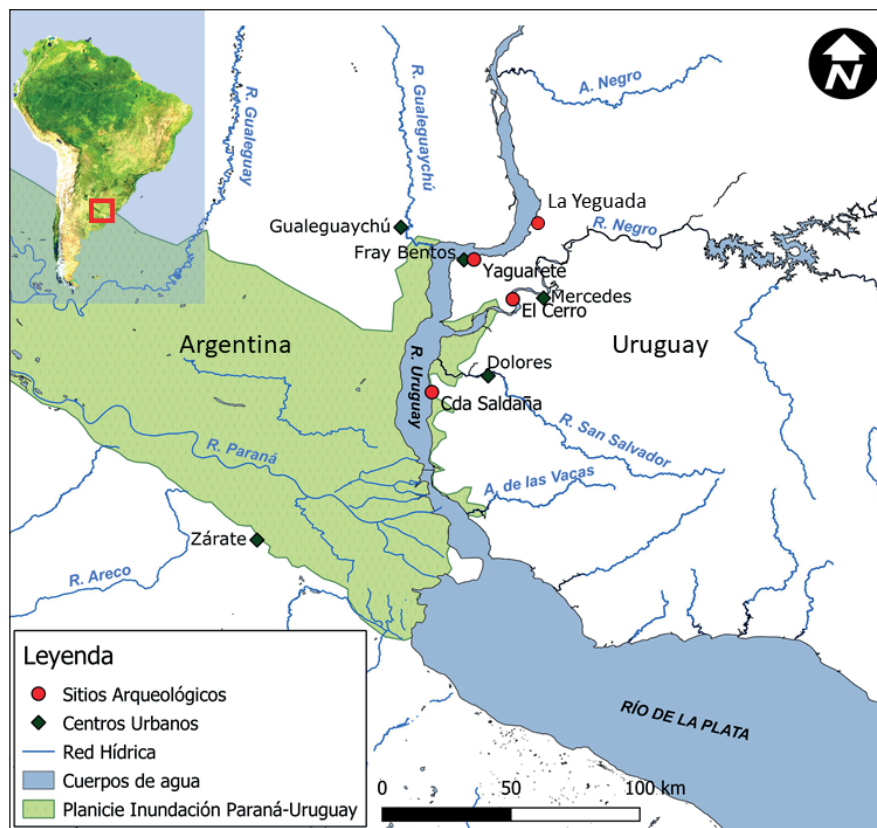 N
A. Negro
R. Gualeguay
R. Gualeguaychú
La Yeguada
R. Negro
Gualeguaychú
Fray Bentos
Yaguareté
Mercedes
El Cerro
Argentina
Uruguay
R. Uruguay
Dolores
Cda Saldaña
R. San Salvador
R. Paraná
A. de las Vacas
Zárate
R. Areco
RÍO DE LA PLATA
Leyenda
Sitios Arqueológicos
Centros Urbanos
Red Hídrica
Cuerpos de agua
Planicie Inundación Paraná-Uruguay
0 50 100 km